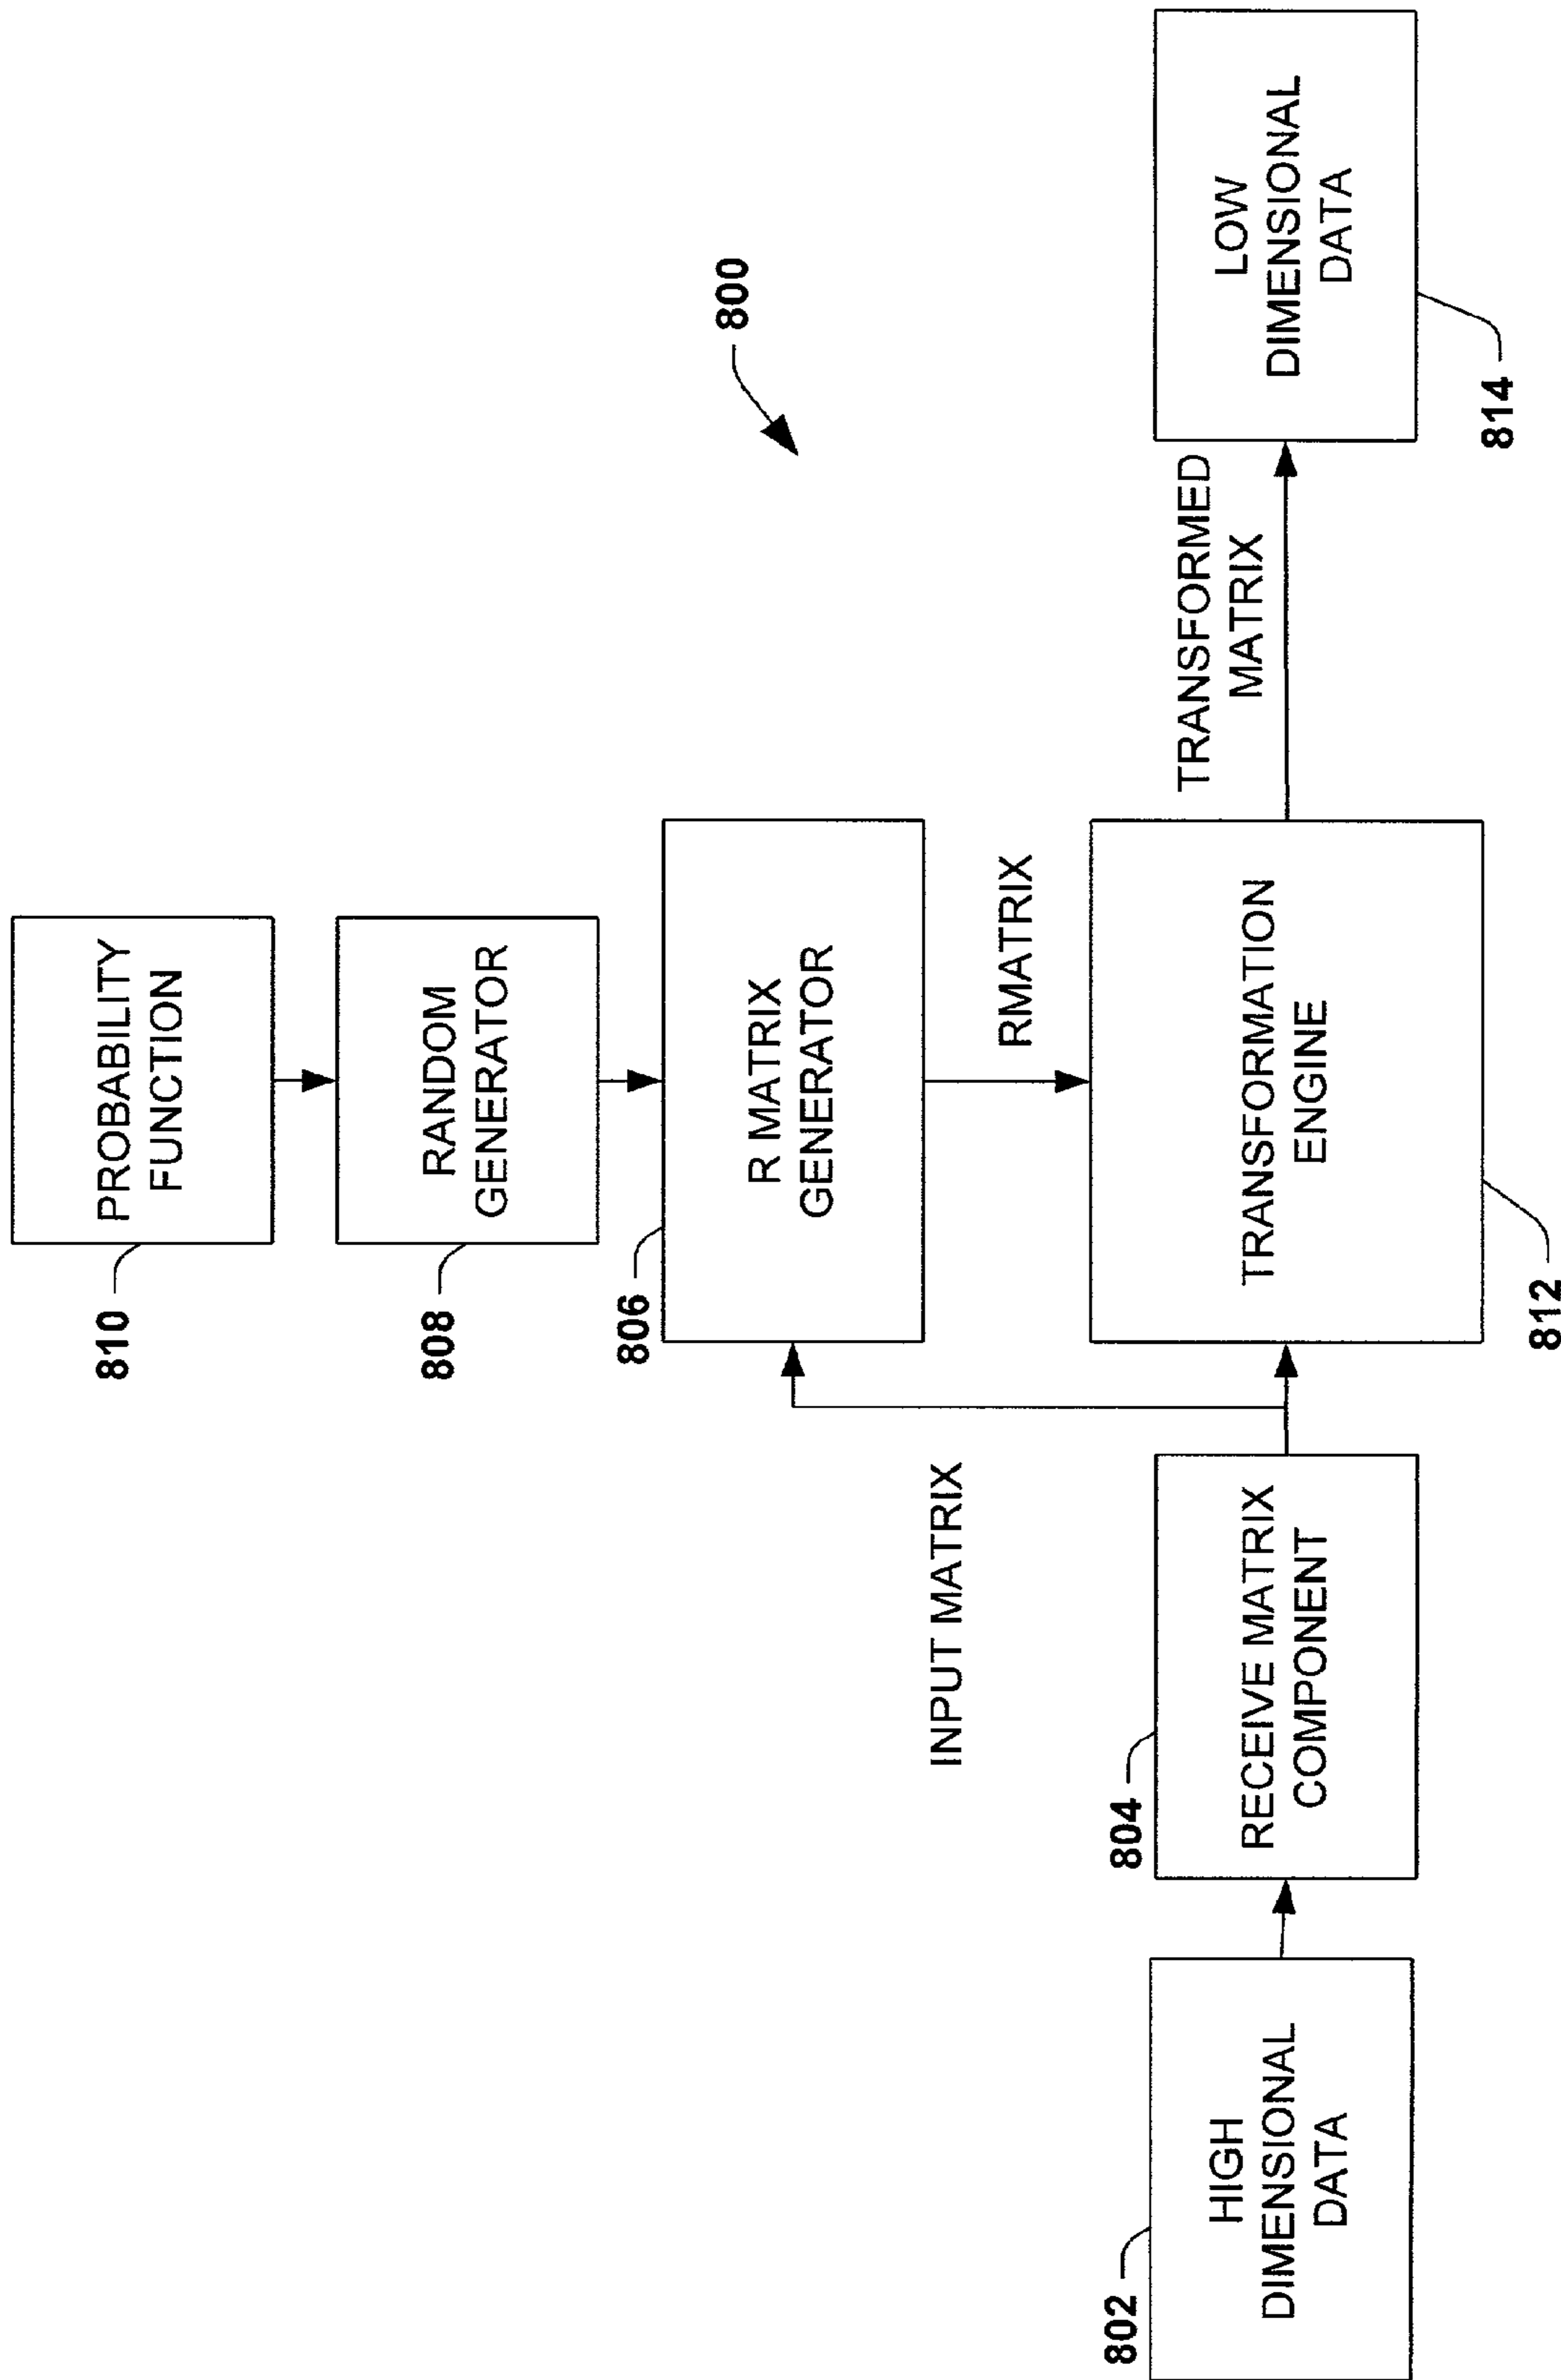 810
PROBABILITY
FUNCTION
808
RANDOM
GENERATOR
800
806
R MATRIX
GENERATOR
INPUT MATRIX
RMATRIX
802
HIGH
DIMENSIONAL
DATA
804
RECEIVE MATRIX
COMPONENT
TRANSFORMATION
ENGINE
812
TRANSFORMED
MATRIX
LOW
DIMENSIONAL
DATA
814